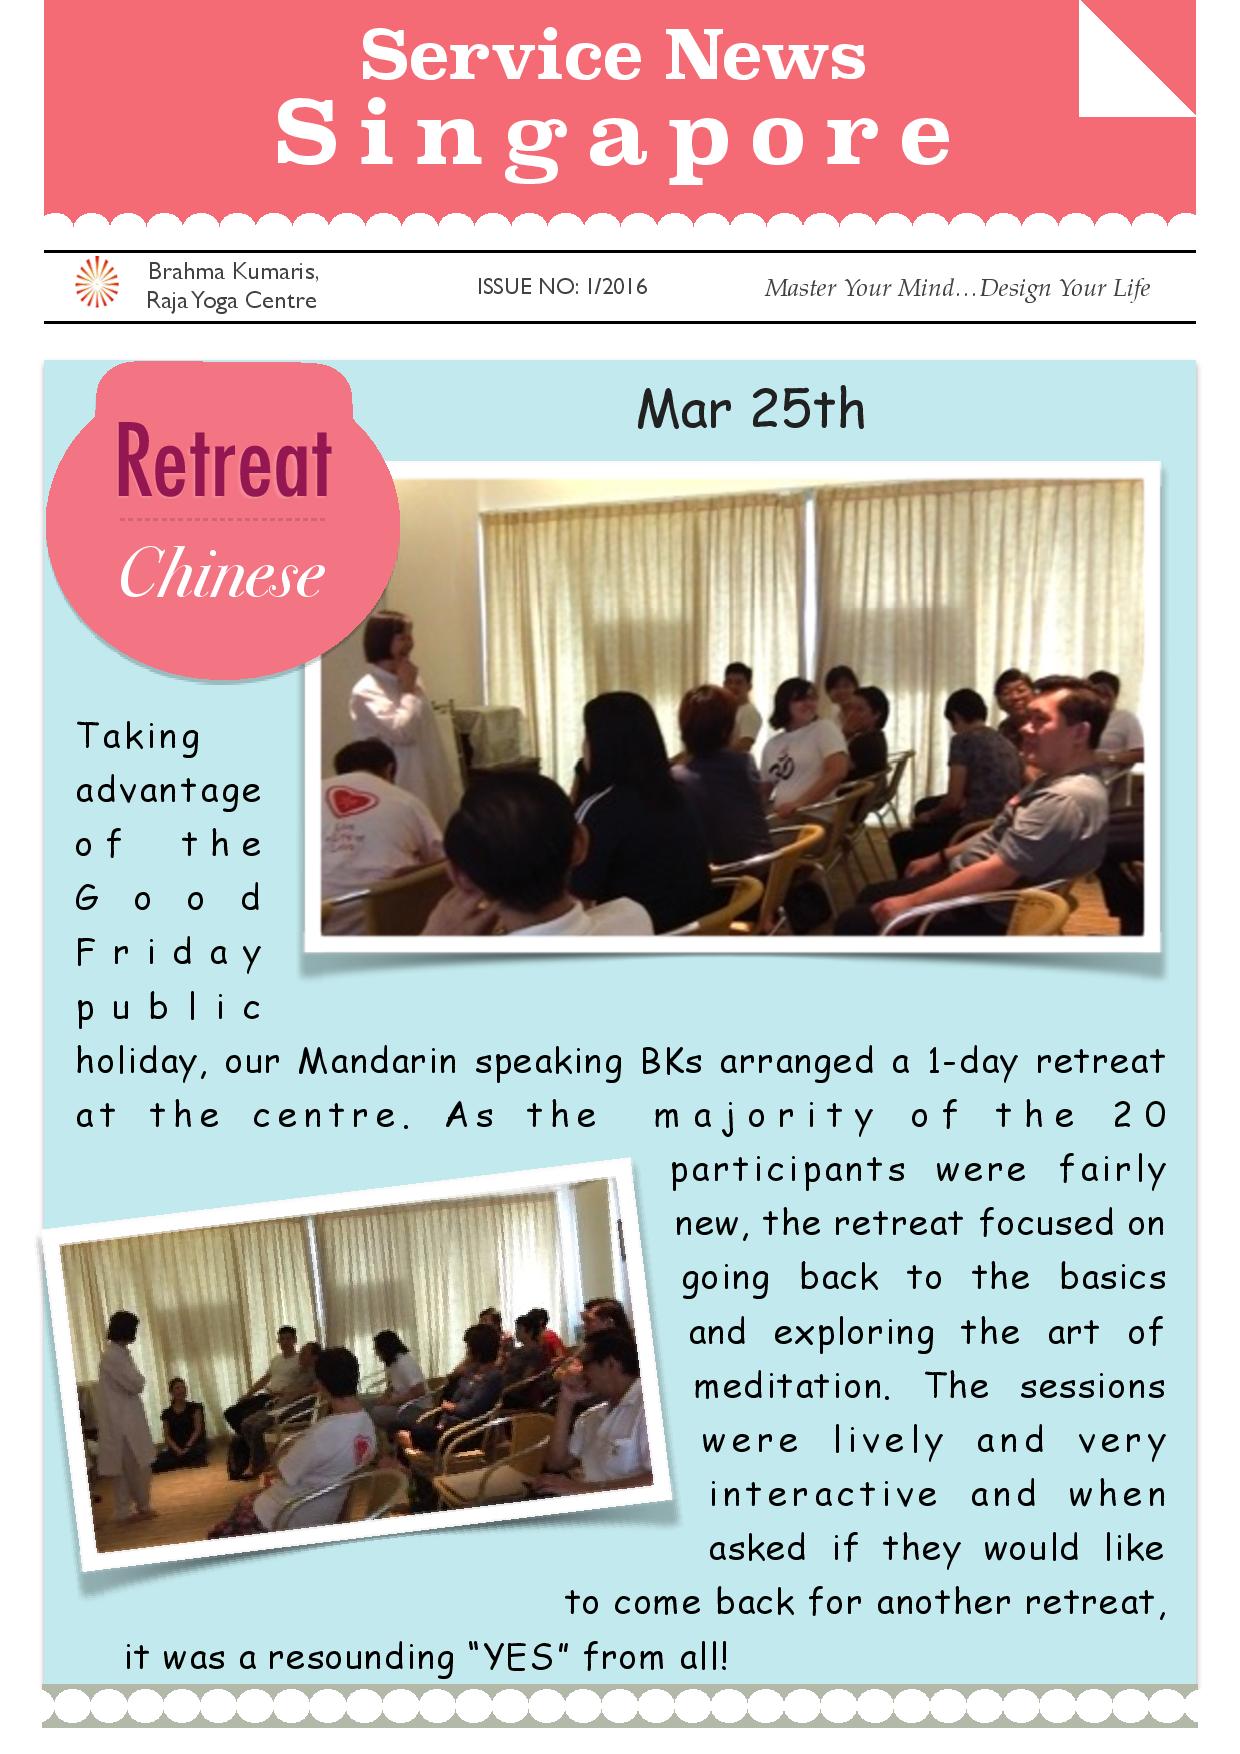 Service News
Singapore
Brahma Kumaris,
Raja Yoga Centre
ISSUE NO: 1/2016
Master Your Mind...Design Your Life
Retreat
Chinese
Mar 25th
Taking
advantage
of the
Good
Friday
public
holiday, our Mandarin speaking BKs arranged a 1-day retreat
at the centre. As the majority of the 20
participants were fairly
new, the retreat focused on
going back to the basics
and exploring the art of
meditation. The sessions
were lively and very
interactive and when
asked if they would like
to come back for another retreat,
it was a resounding “YES” from all!